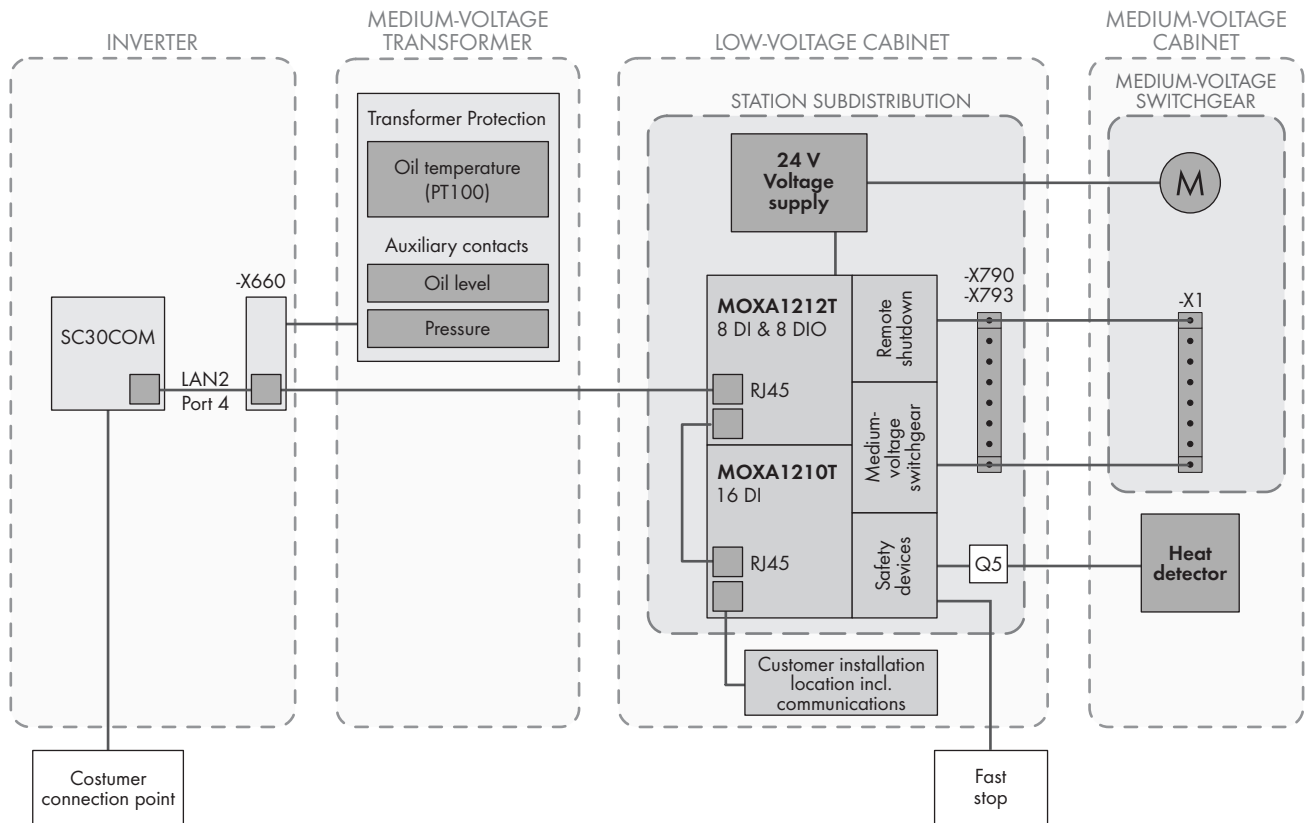 INVERTER
MEDIUM-VOLTAGE
TRANSFORMER
LOW-VOLTAGE CABINET
MEDIUM-VOLTAGE
CABINET
MEDIUM-VOLTAGE
SWITCHGEAR
STATION SUBDISTRIBUTION
Transformer Protection
Oil temperature
(PT100)
Auxiliary contacts
Oil level
Pressure
-X660
SC30COM
LAN2
Port 4
24 V
Voltage
supply
M
MOXA1212T
8 DI & 8 DIO
RJ45
MOXA1210T
16 DI
RJ45
Remote
shutdown
Medium-
voltage
switchgear
Safety
devices
-X790
-X793
-X1
Q5
Heat
detector
Customer installation
location incl.
communications
Costumer
connection point
Fast
stop